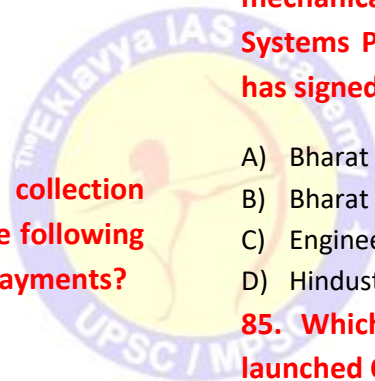 collection
e following
ayments?
mechanica
Systems P
has signed
A) Bharat
B) Bharat
C) Enginee
D) Hindust
85. Which
launched
The Eklavya IAS Academy
UPSC / MPSC